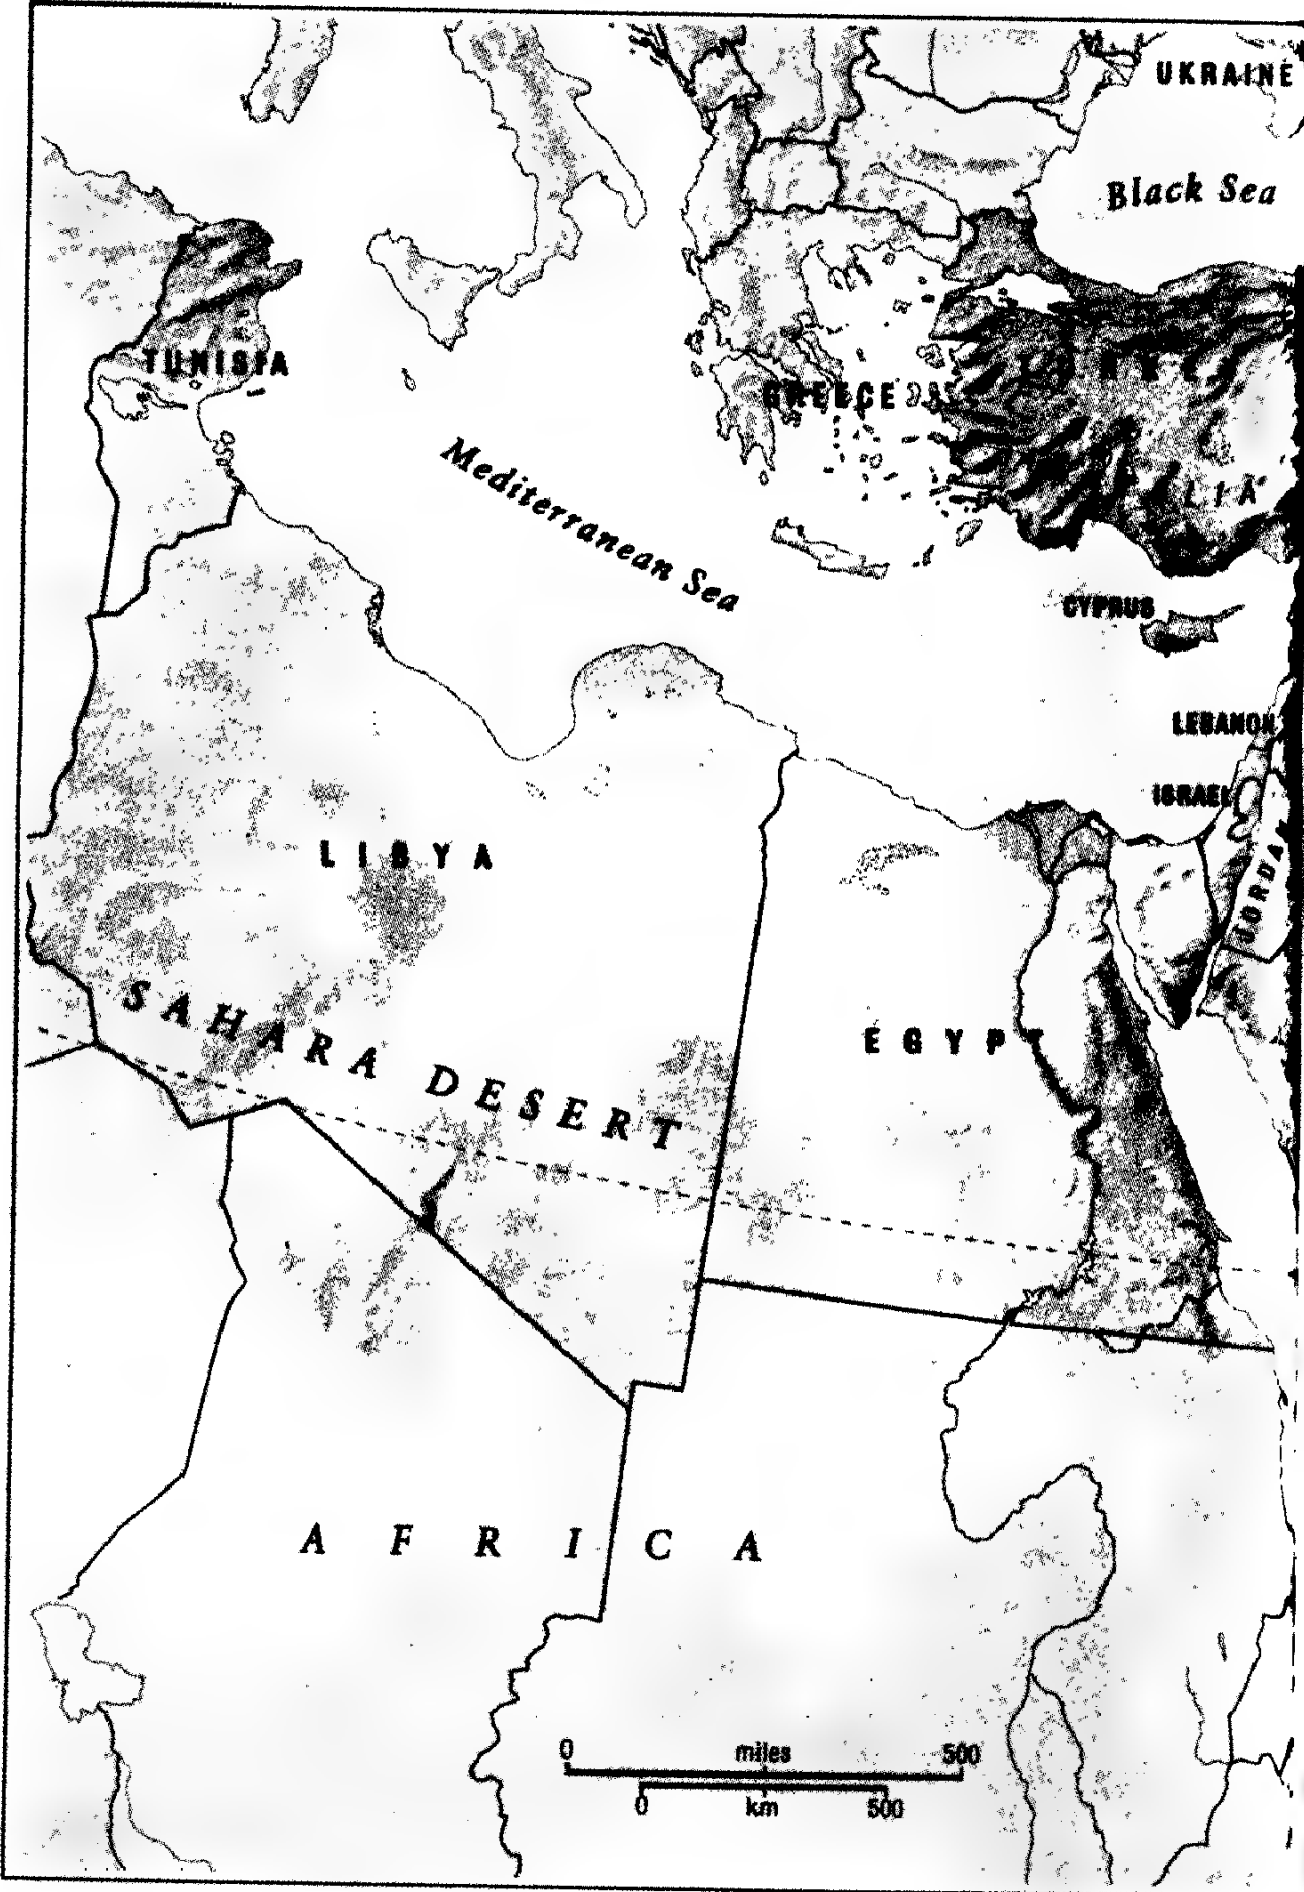 UKRAINE
Black Sea
TUNISIA
GREECE
Mediterranean Sea
CYPRUS
LEBANON
ISRAEL
JORDAN
LIBYA
SAHARA DESERT
EGYPT
AFRICA
0 miles 500
0 km 500